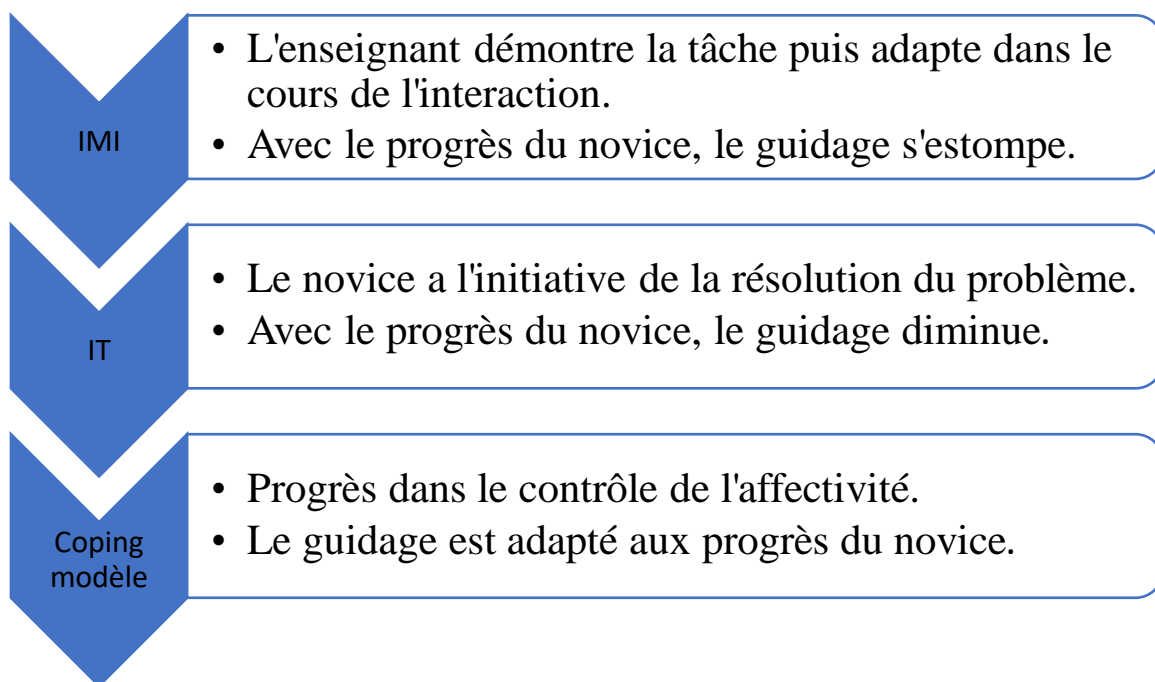 IMI
• L'enseignant démontre la tâche puis adapte dans le
cours de l'interaction.
• Avec le progrès du novice, le guidage s'estompe.
IT
• Le novice a l'initiative de la résolution du problème.
• Avec le progrès du novice, le guidage diminue.
Coping
modèle
• Progrès dans le contrôle de l'affectivité.
• Le guidage est adapté aux progrès du novice.